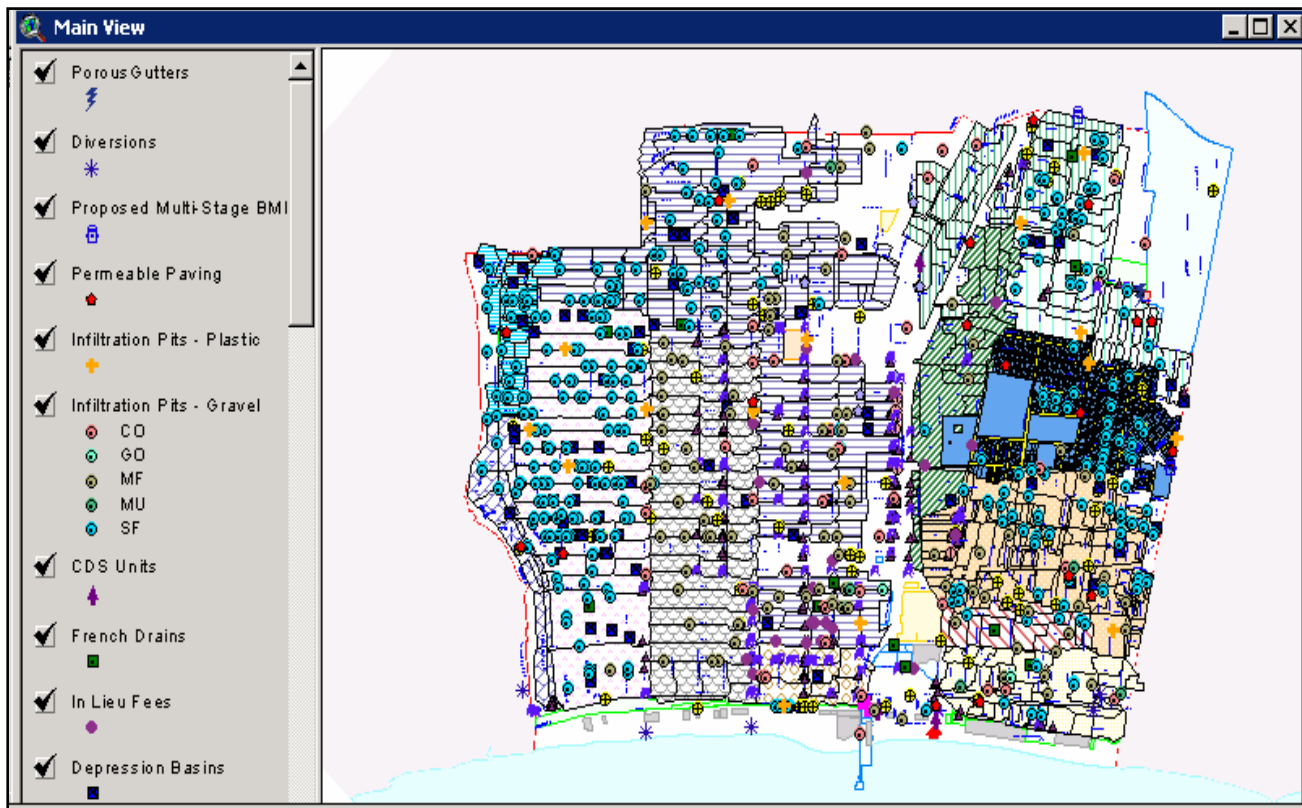 Main View
Porous Gutters
Diversions
Proposed Multi-Stage BMI
Permeable Paving
Infiltration Pits - Plastic
Infiltration Pits - Gravel
CO
GO
MF
MU
SF
CDS Units
French Drains
In Lieu Fees
Depression Basins